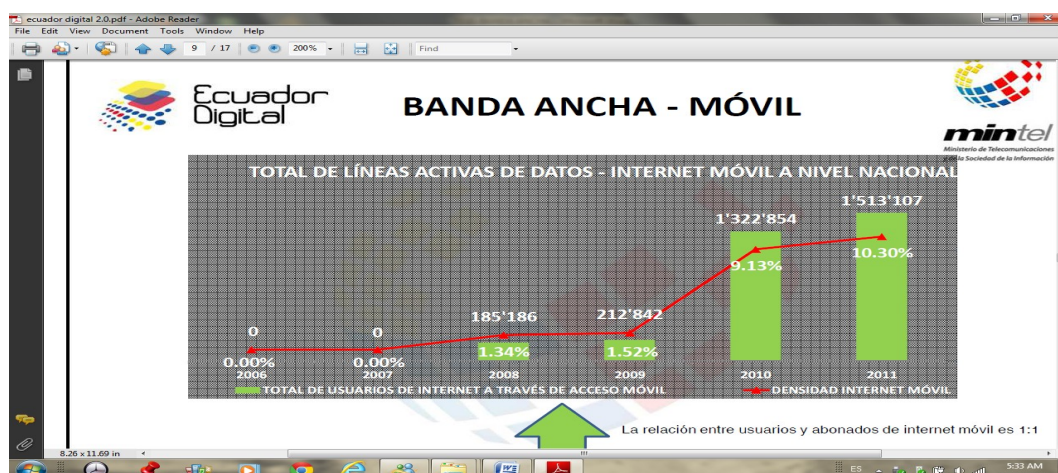 ecuador digital 2.0.pdf - Adobe Reader
File Edit View Document Tools Window Help
9 / 17 200% Find
Ecuador
Digital
BANDA ANCHA - MÓVIL
mintel
Ministerio de Telecomunicaciones
y de la Sociedad de la Información
TOTAL DE LÍNEAS ACTIVAS DE DATOS - INTERNET MÓVIL A NIVEL NACIONAL
1'513'107
1'322'854
10.30%
9.13%
185'186
212'842
0
0
1.34%
1.52%
0.00%
0.00%
2006 2007 2008 2009 2010 2011
TOTAL DE USUARIOS DE INTERNET A TRAVÉS DE ACCESO MÓVIL DENSIDAD INTERNET MÓVIL
La relación entre usuarios y abonados de internet móvil es 1:1
8.26 x 11.69 in
ES 5:33 AM